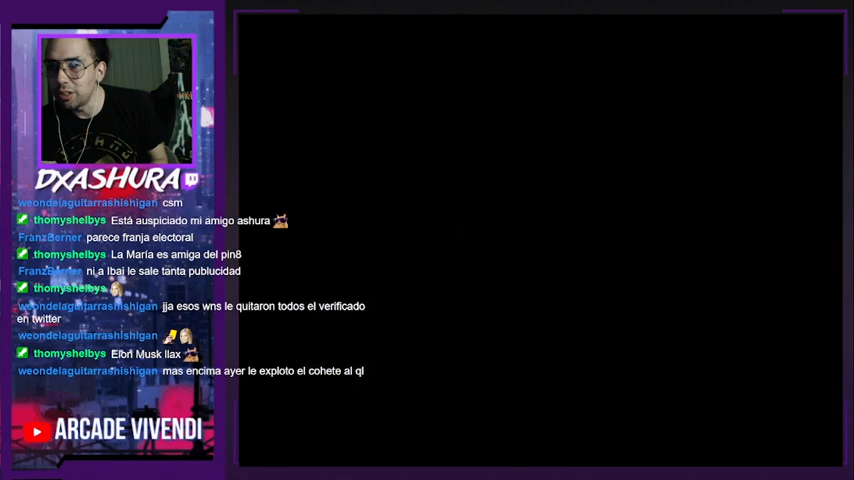 DXASHURA
weondelaguitarrashishigan csm
thomyshelbys Está auspiciado mi amigo ashura
FranzBerner parece franja electoral
thomyshelbys La María es amiga del pin8
FranzBerner ni a Ibai le sale tanta publucidad
thomyshelbys
weondelaguitarrashishigan jja esos wns le quitaron todos el verificado
en twitter
weondelaguitarrashishigan
thomyshelbys Elon Musk llax
weondelaguitarrashishigan mas encima ayer le exploto el cohete al ql
ARCADE VIVENDI